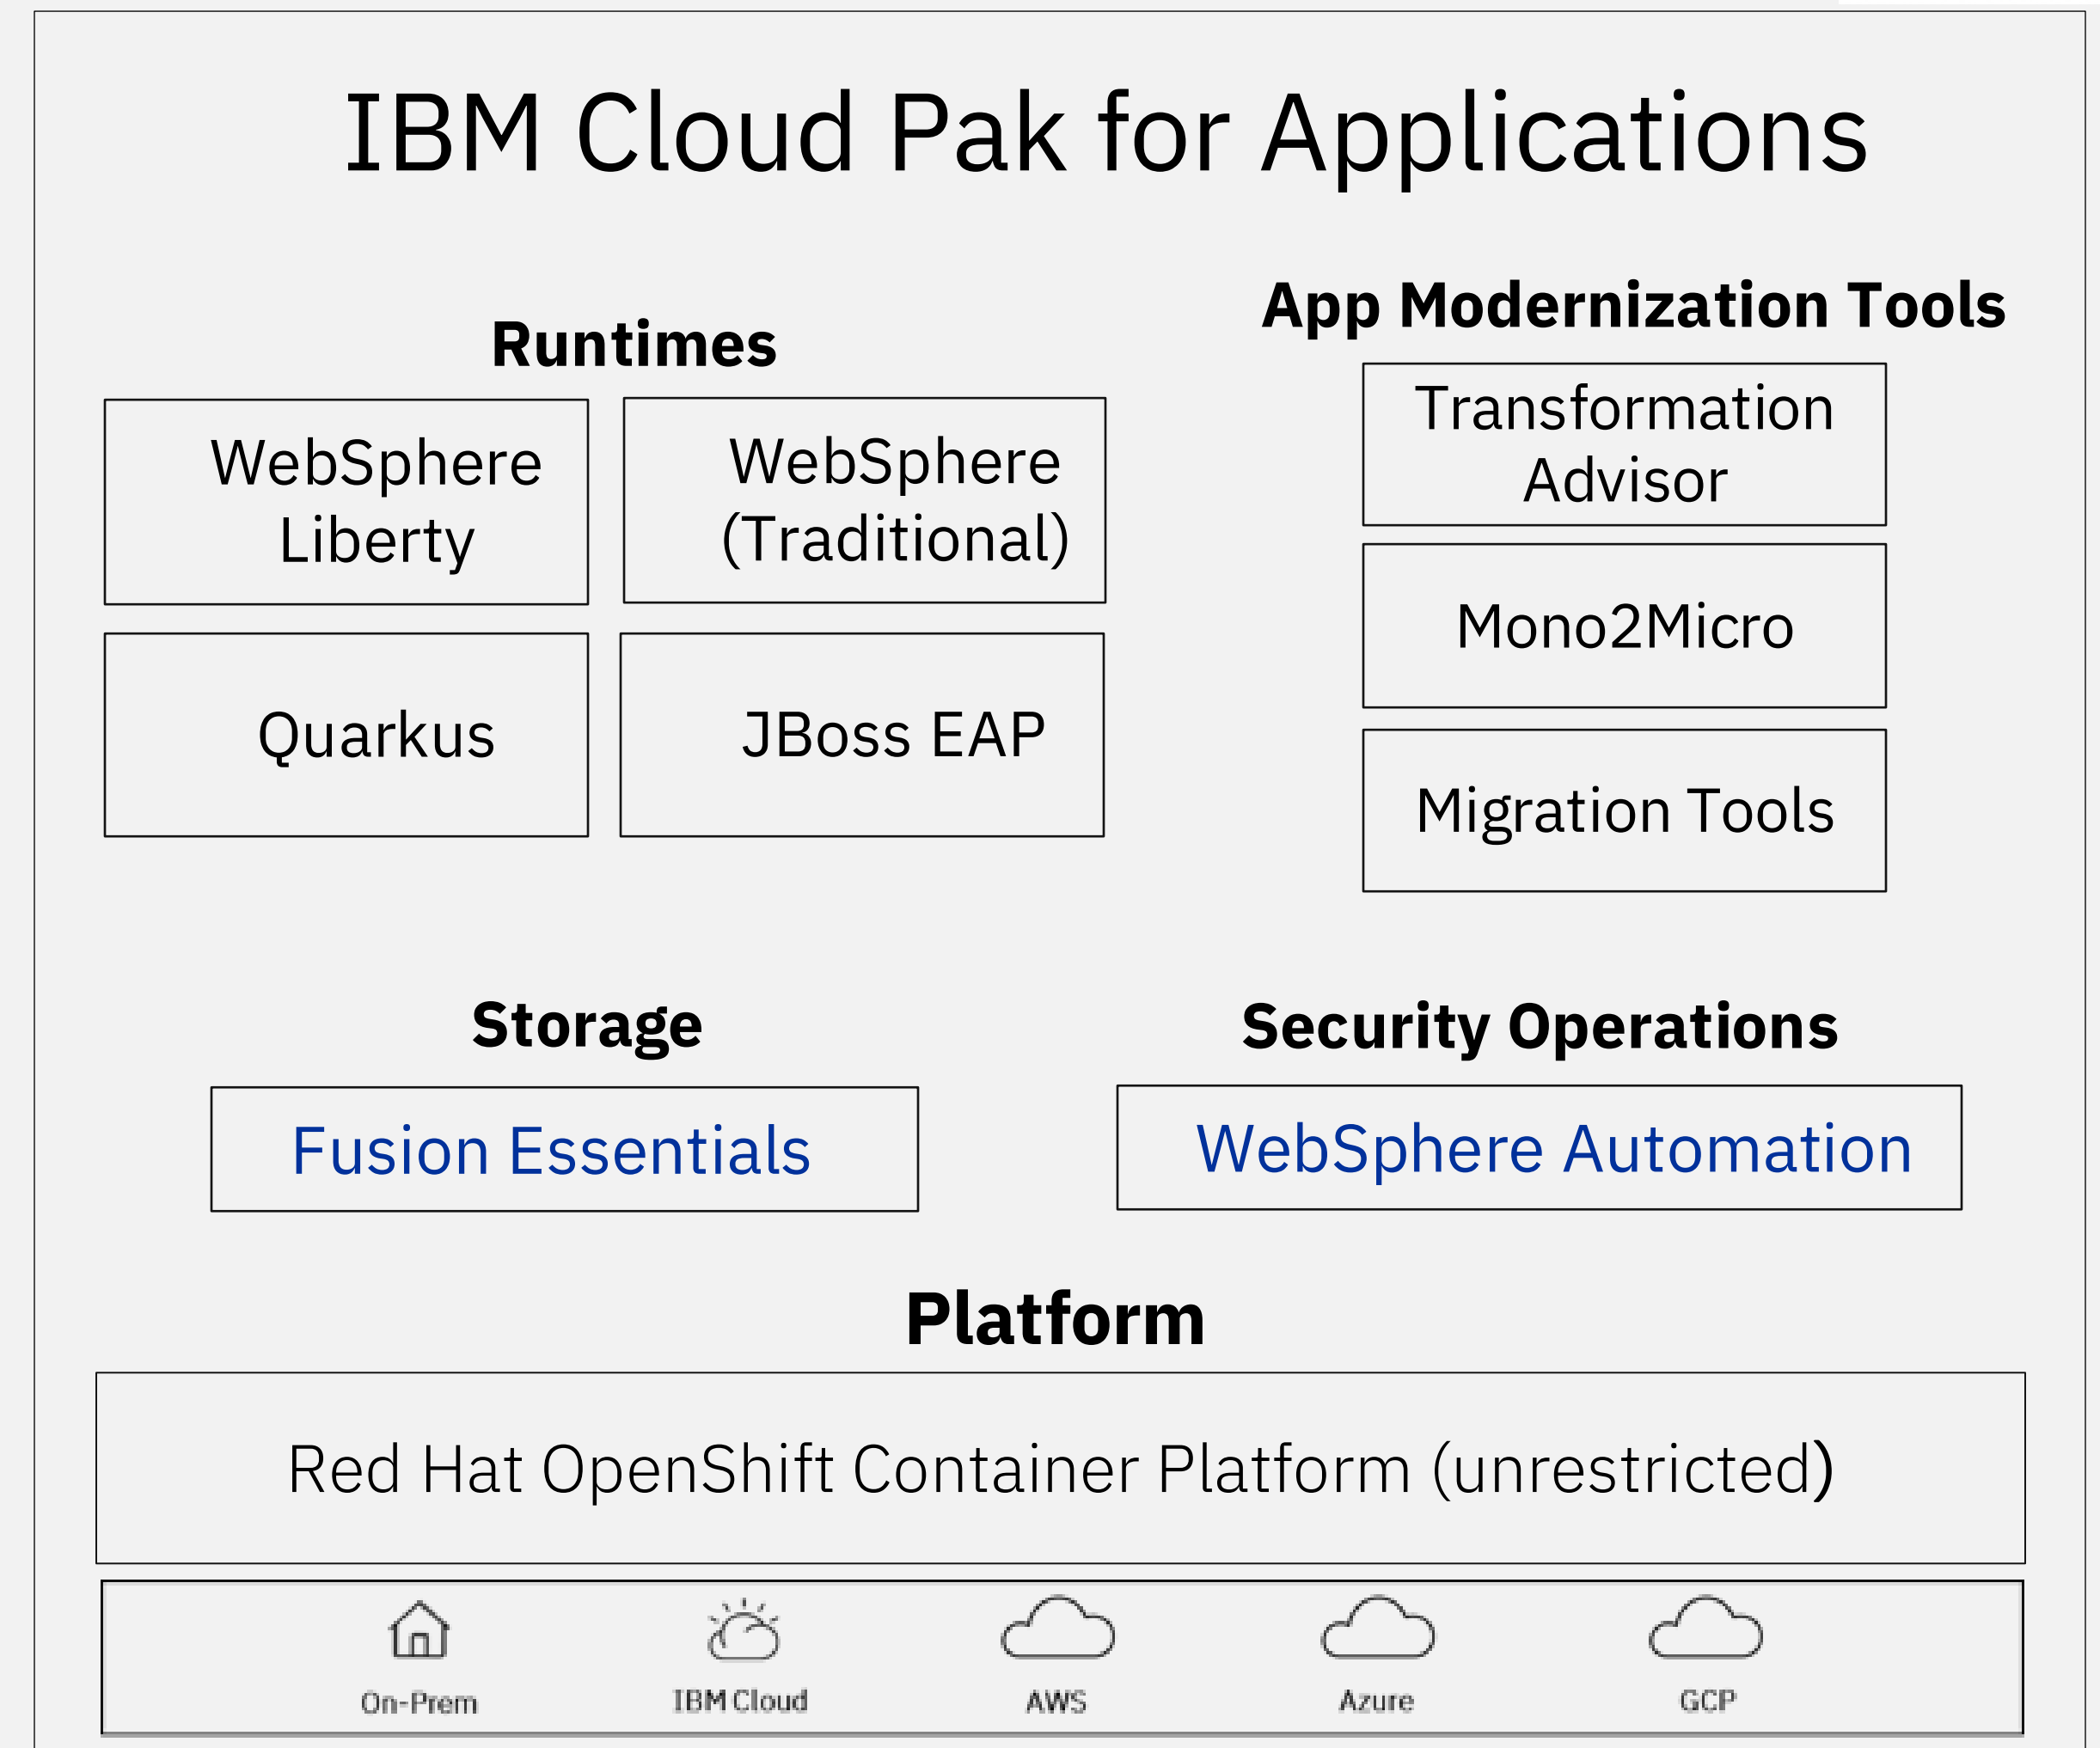 IBM Cloud Pak for Applications
Runtimes
WebSphere
Liberty
WebSphere
(Traditional)
Quarkus
JBoss EAP
App Modernization Tools
Transformation
Advisor
Mono2Micro
Migration Tools
Storage
Fusion Essentials
Security Operations
WebSphere Automation
Platform
Red Hat OpenShift Container Platform (unrestricted)
On-Prem
IBM Cloud
AWS
Azure
GCP